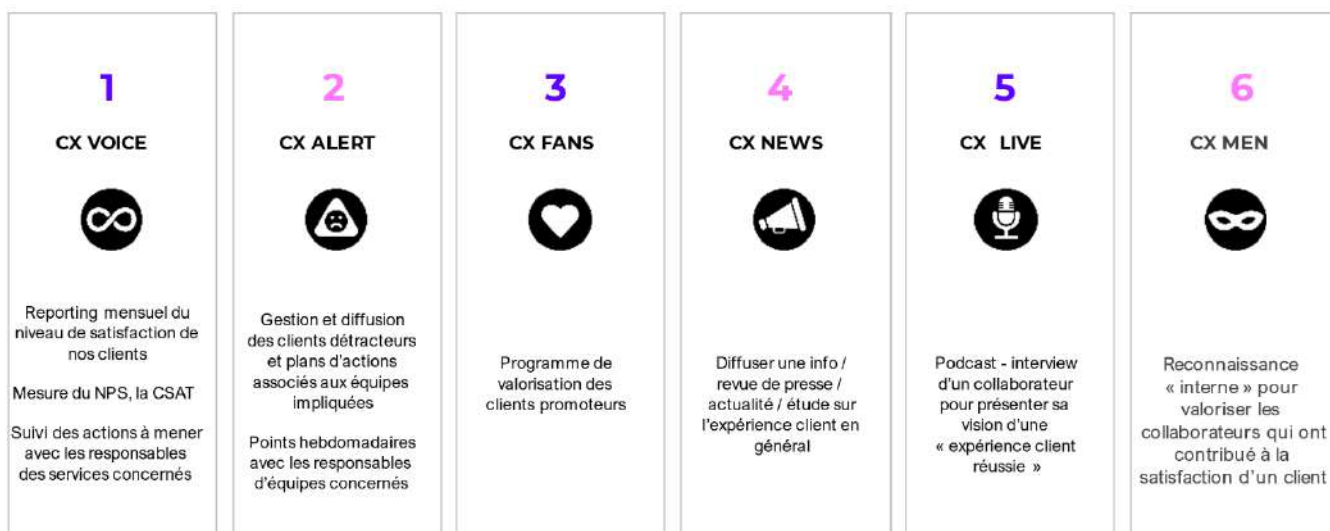 1
CX VOICE
Reporting mensuel du
niveau de satisfaction de
nos clients
Mesure du NPS, la CSAT
Suivi des actions à mener
avec les responsables
des services concernés
2
CX ALERT
Gestion et diffusion
des clients détracteurs
et plans d'actions
associés aux équipes
impliquées
Points hebdomadaires
avec les responsables
d'équipes concernés
3
CX FANS
Programme de
valorisation des
clients promoteurs
4
CX NEWS
Diffuser une info /
revue de presse /
actualité / étude sur
l'expérience client en
général
5
CX LIVE
Podcast - interview
d'un collaborateur
pour présenter sa
vision d'une
« expérience client
réussie »
6
CX MEN
Reconnaissance
« interne » pour
valoriser les
collaborateurs qui ont
contribué à la
satisfaction d'un client